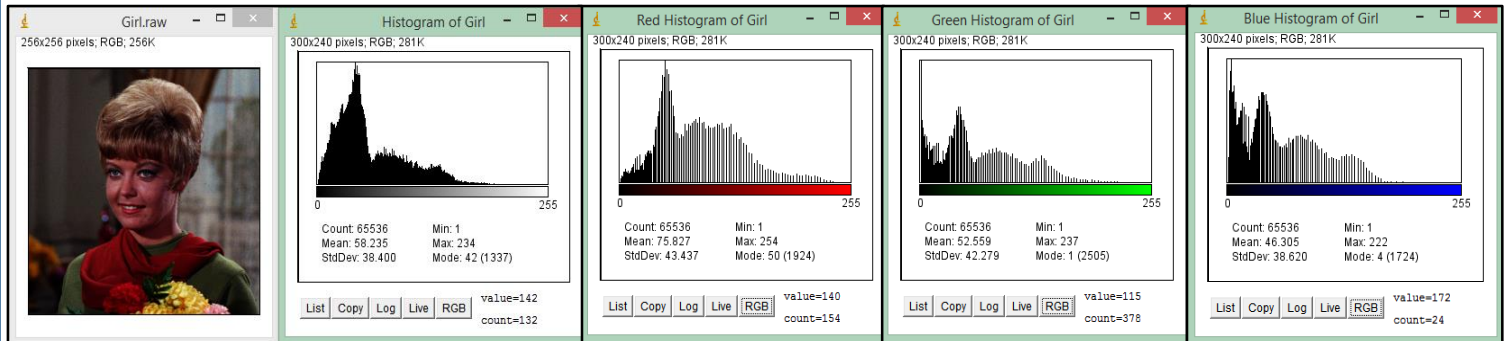 Girl.raw
256x256 pixels; RGB; 256K
Histogram of Girl
300x240 pixels; RGB; 281K
0 255
Count: 65536 Min: 1
Mean: 58.235 Max: 234
StdDev: 38.400 Mode: 42 (1337)
List Copy Log Live RGB value=142
count=132
Red Histogram of Girl
300x240 pixels; RGB; 281K
0 255
Count: 65536 Min: 1
Mean: 75.827 Max: 254
StdDev: 43.437 Mode: 50 (1924)
List Copy Log Live RGB value=140
count=154
Green Histogram of Girl
300x240 pixels; RGB; 281K
0 255
Count: 65536 Min: 1
Mean: 52.559 Max: 237
StdDev: 42.279 Mode: 1 (2505)
List Copy Log Live RGB value=115
count=378
Blue Histogram of Girl
300x240 pixels; RGB; 281K
0 255
Count: 65536 Min: 1
Mean: 46.305 Max: 222
StdDev: 38.620 Mode: 4 (1724)
List Copy Log Live RGB value=172
count=24